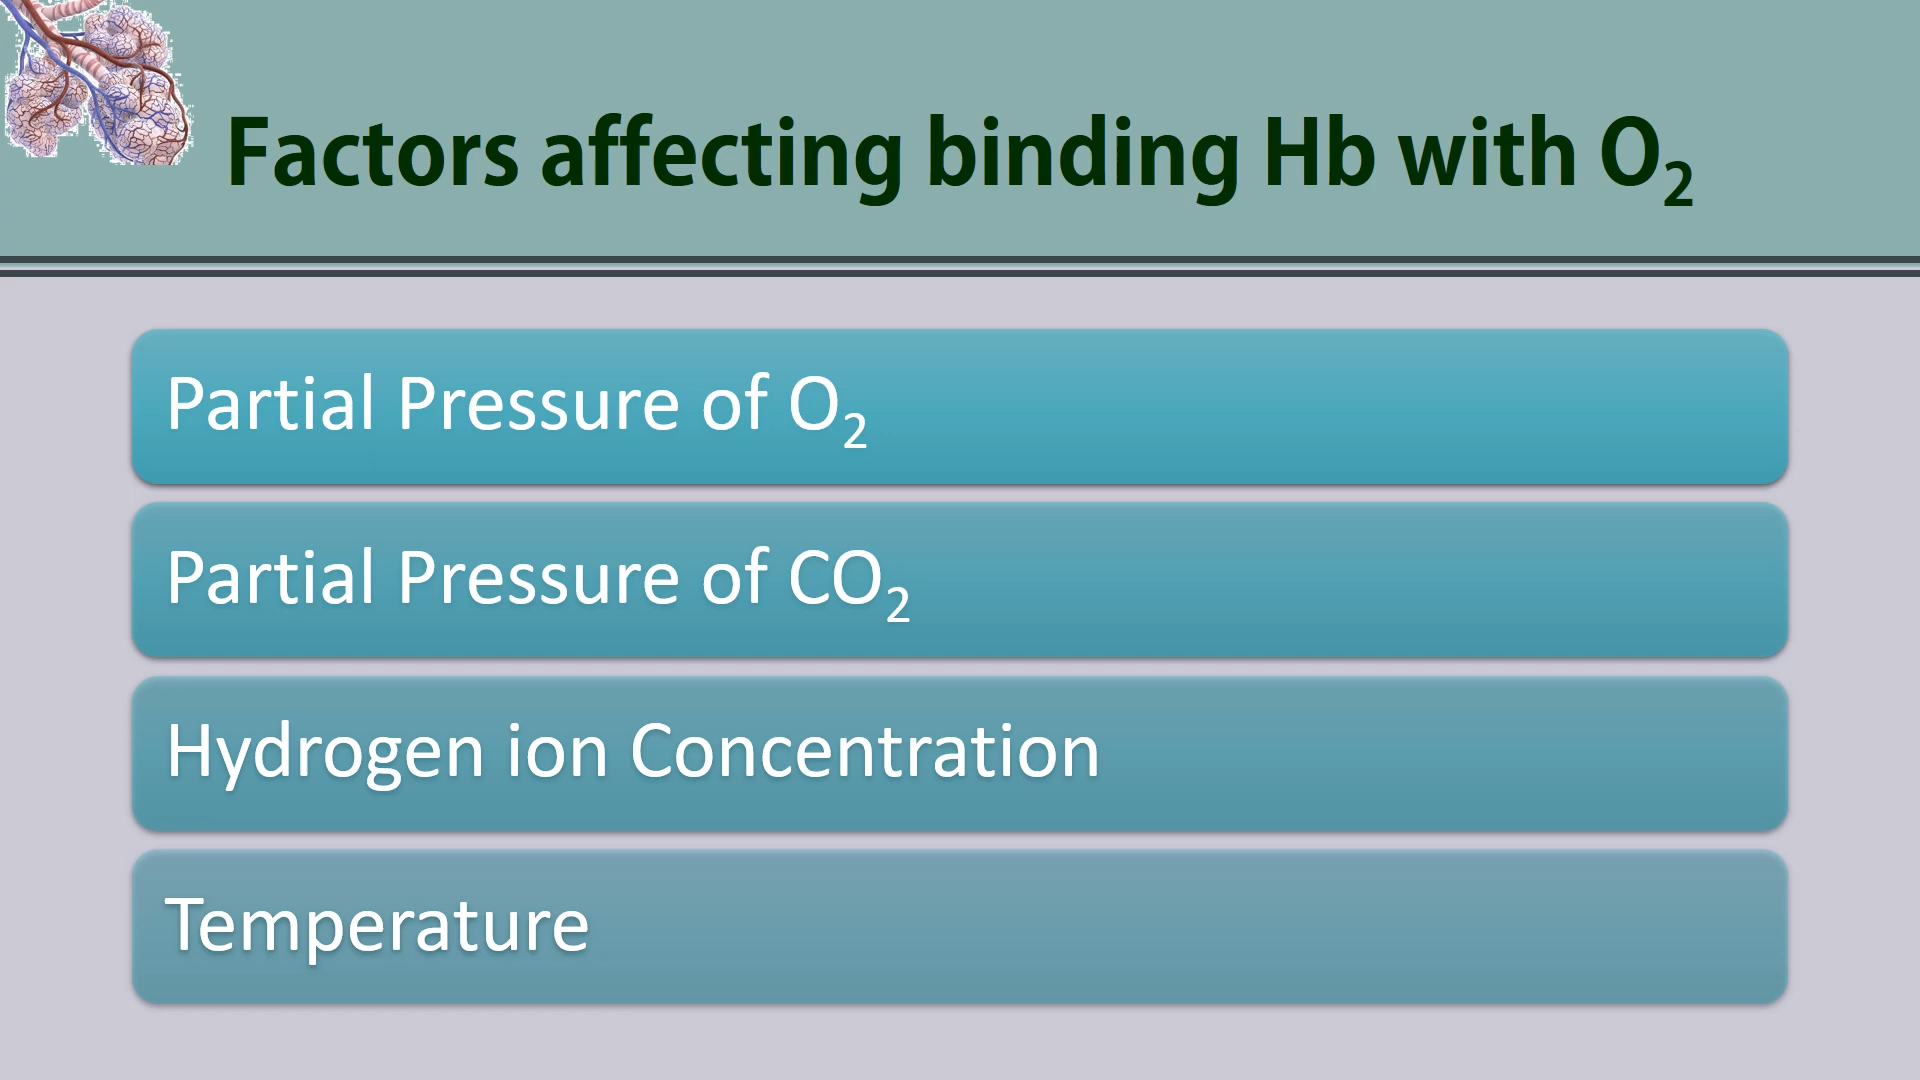 Factors affecting binding Hb with O₂
Partial Pressure of O₂
Partial Pressure of CO₂
Hydrogen ion Concentration
Temperature